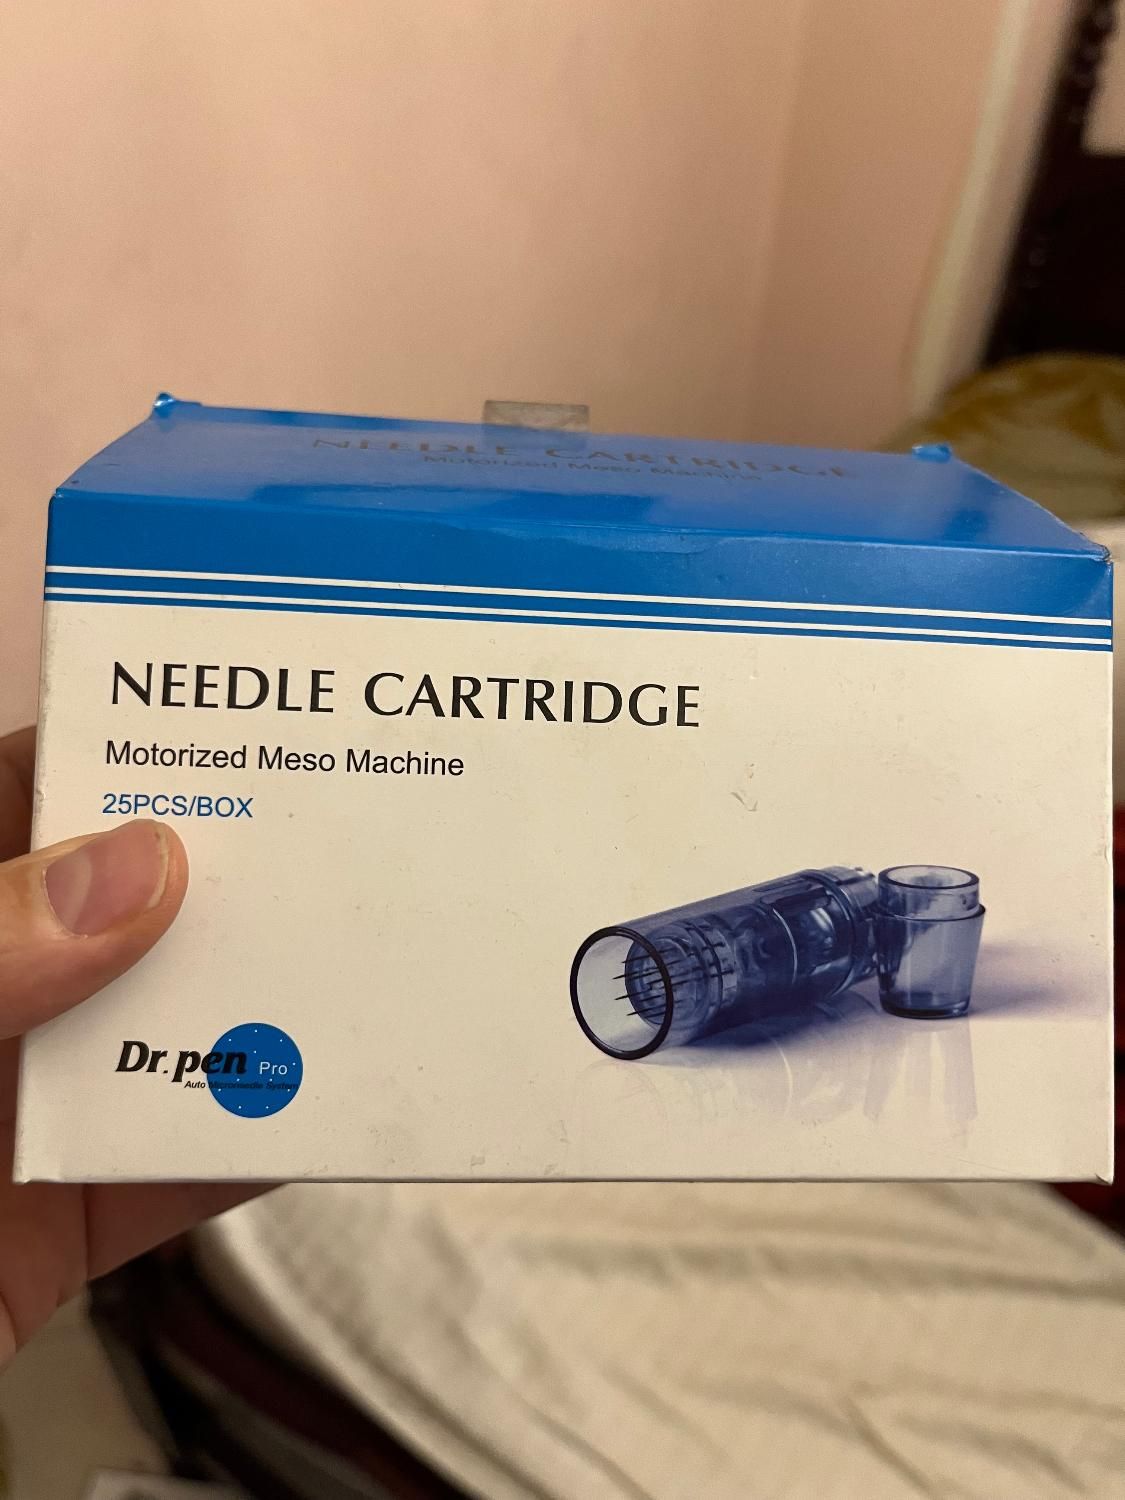 NEEDLE CARTRIDGE
Motorized Meso Machine
NEEDLE CARTRIDGE
Motorized Meso Machine
25PCS/BOX
Dr.pen Pro
Auto Microneedle System